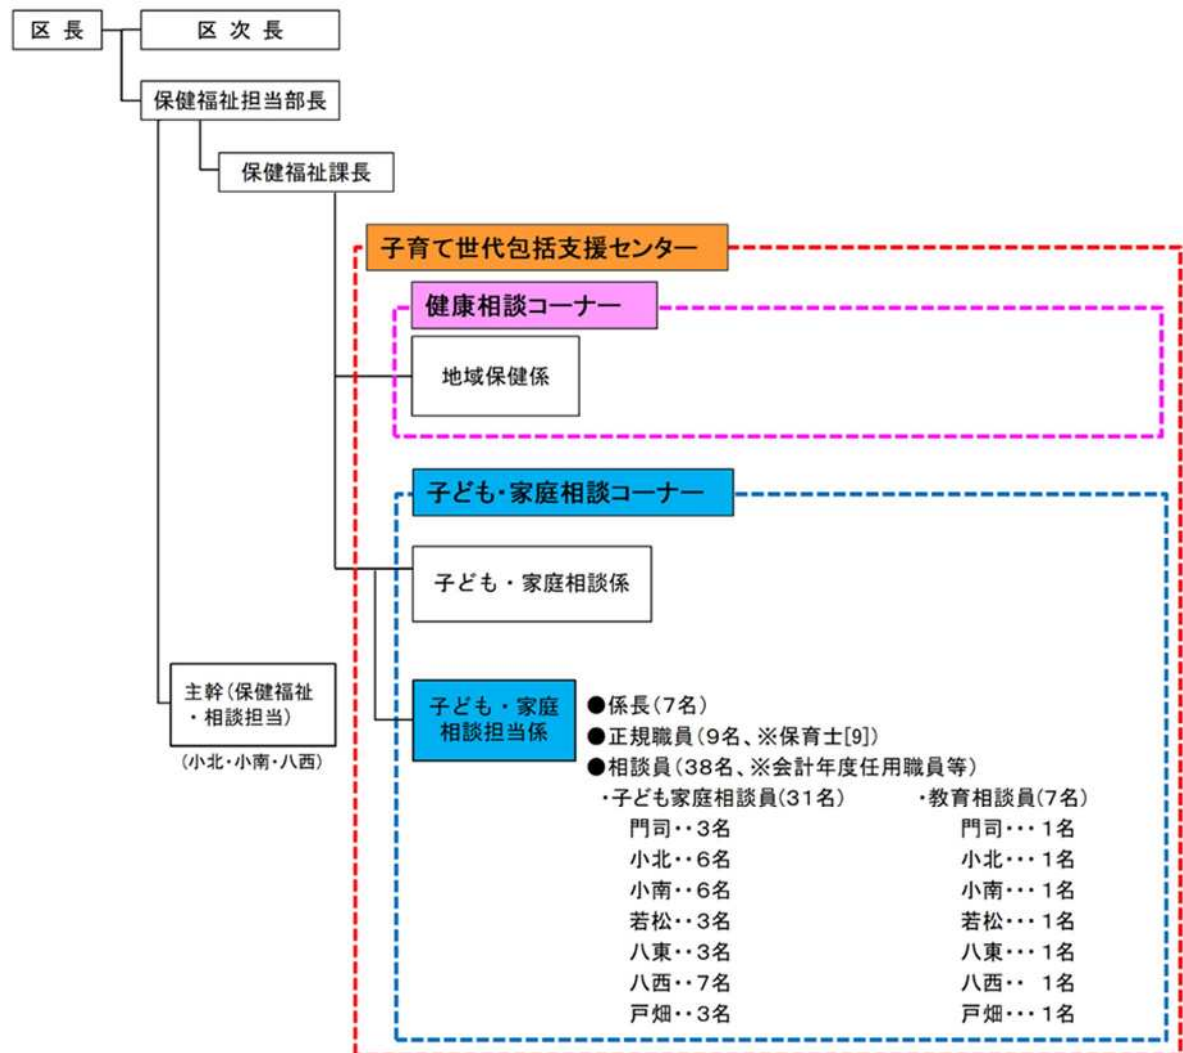 区 長
区 次 長
保健福祉担当部長
保健福祉課長
子育て世代包括支援センター
健康相談コーナー
地域保健係
子ども・家庭相談コーナー
子ども・家庭相談係
主幹(保健福祉
・相談担当)
(小北・小南・八西)
子ども・家庭
相談担当係
●係長(7名)
●正規職員(9名、※保育士[9])
●相談員(38名、※会計年度任用職員等)
・子ども家庭相談員(31名)
門司・・3名
小北・・6名
小南・・6名
若松・・3名
八東・・3名
八西・・7名
戸畑・・3名
・教育相談員(7名)
門司・・・1名
小北・・・1名
小南・・・1名
若松・・・1名
八東・・・1名
八西・・ 1名
戸畑・・・1名